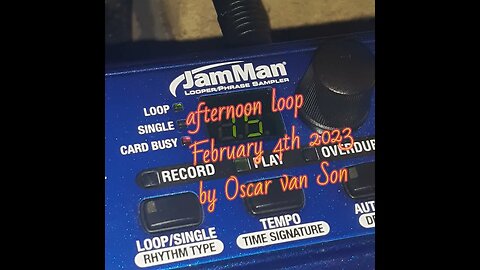 JamMan
LOOPER/PHRASE SAMPLER
LOOP
afternoon loop
SINGLE
15
CARD BUSY
February 4th 2023
RECORD PLAY OVERDUB
by Oscar van Son
LOOP/SINGLE
RHYTHM TYPE
TEMPO
TIME SIGNATURE